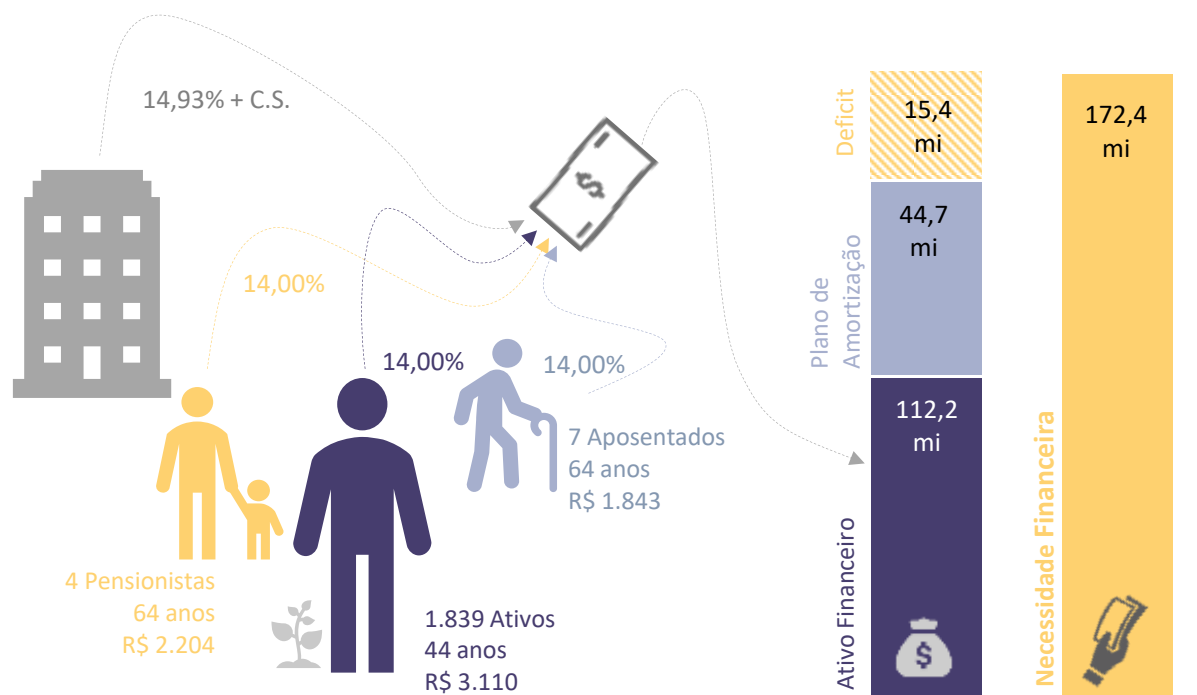 14,93% + C.S.
14,00%
14,00%
14,00%
4 Pensionistas
64 anos
R$ 2.204
1.839 Ativos
44 anos
R$ 3.110
7 Aposentados
64 anos
R$ 1.843
$
Deficit
15,4
mi
Plano de
Amortização
44,7
mi
Ativo Financeiro
112,2
mi
$
Necessidade Financeira
172,4
mi